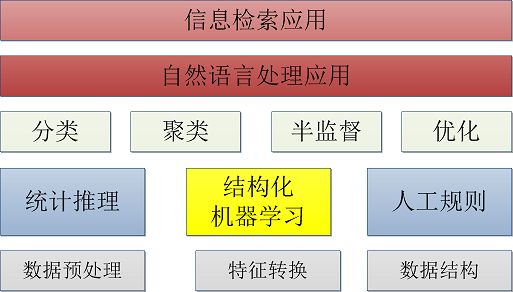 信息检索应用
自然语言处理应用
分类
聚类
半监督
优化
统计推理
结构化
机器学习
人工规则
数据预处理
特征转换
数据结构